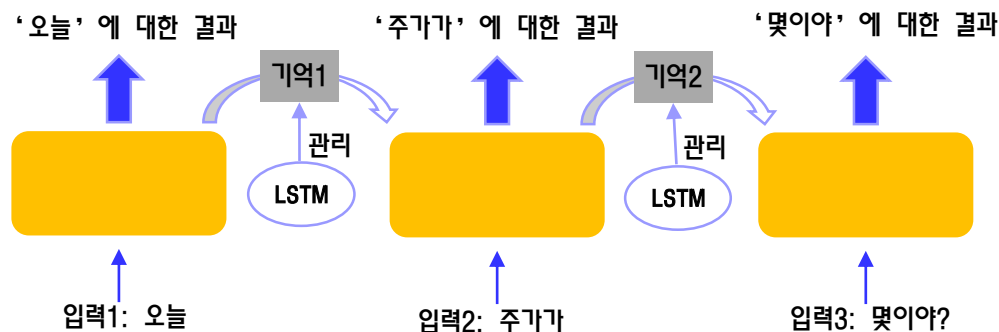 ‘오늘’에 대한 결과
‘주가가’에 대한 결과
‘몇이야’에 대한 결과
기억1
기억2
관리
관리
LSTM
LSTM
입력1: 오늘
입력2: 주가가
입력3: 몇이야?